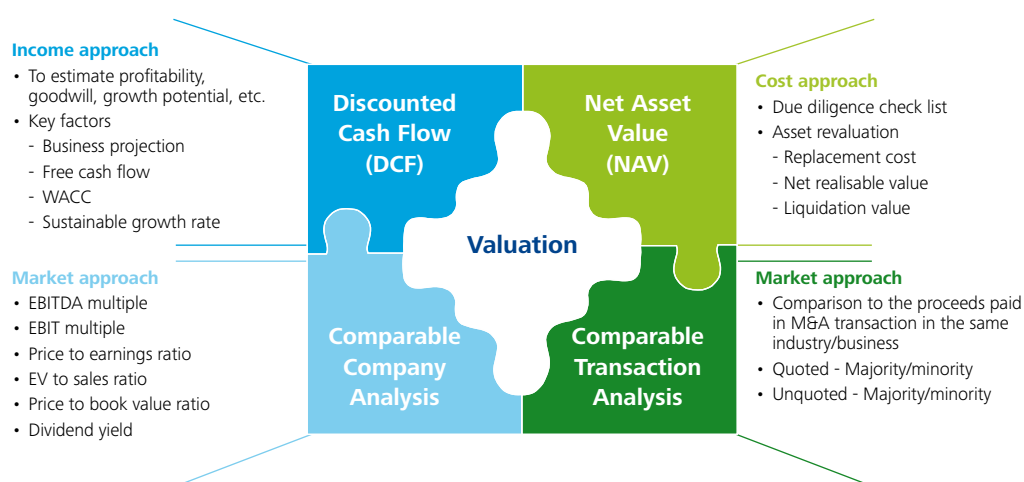 Income approach
• To estimate profitability,
goodwill, growth potential, etc.
• Key factors
- Business projection
- Free cash flow
- WACC
- Sustainable growth rate
Discounted
Cash Flow
(DCF)
Net Asset
Value
(NAV)
Cost approach
• Due diligence check list
• Asset revaluation
- Replacement cost
- Net realisable value
- Liquidation value
Valuation
Market approach
• EBITDA multiple
• EBIT multiple
• Price to earnings ratio
• EV to sales ratio
• Price to book value ratio
• Dividend yield
Comparable
Company
Analysis
Comparable
Transaction
Analysis
Market approach
• Comparison to the proceeds paid
in M&A transaction in the same
industry/business
• Quoted - Majority/minority
• Unquoted - Majority/minority